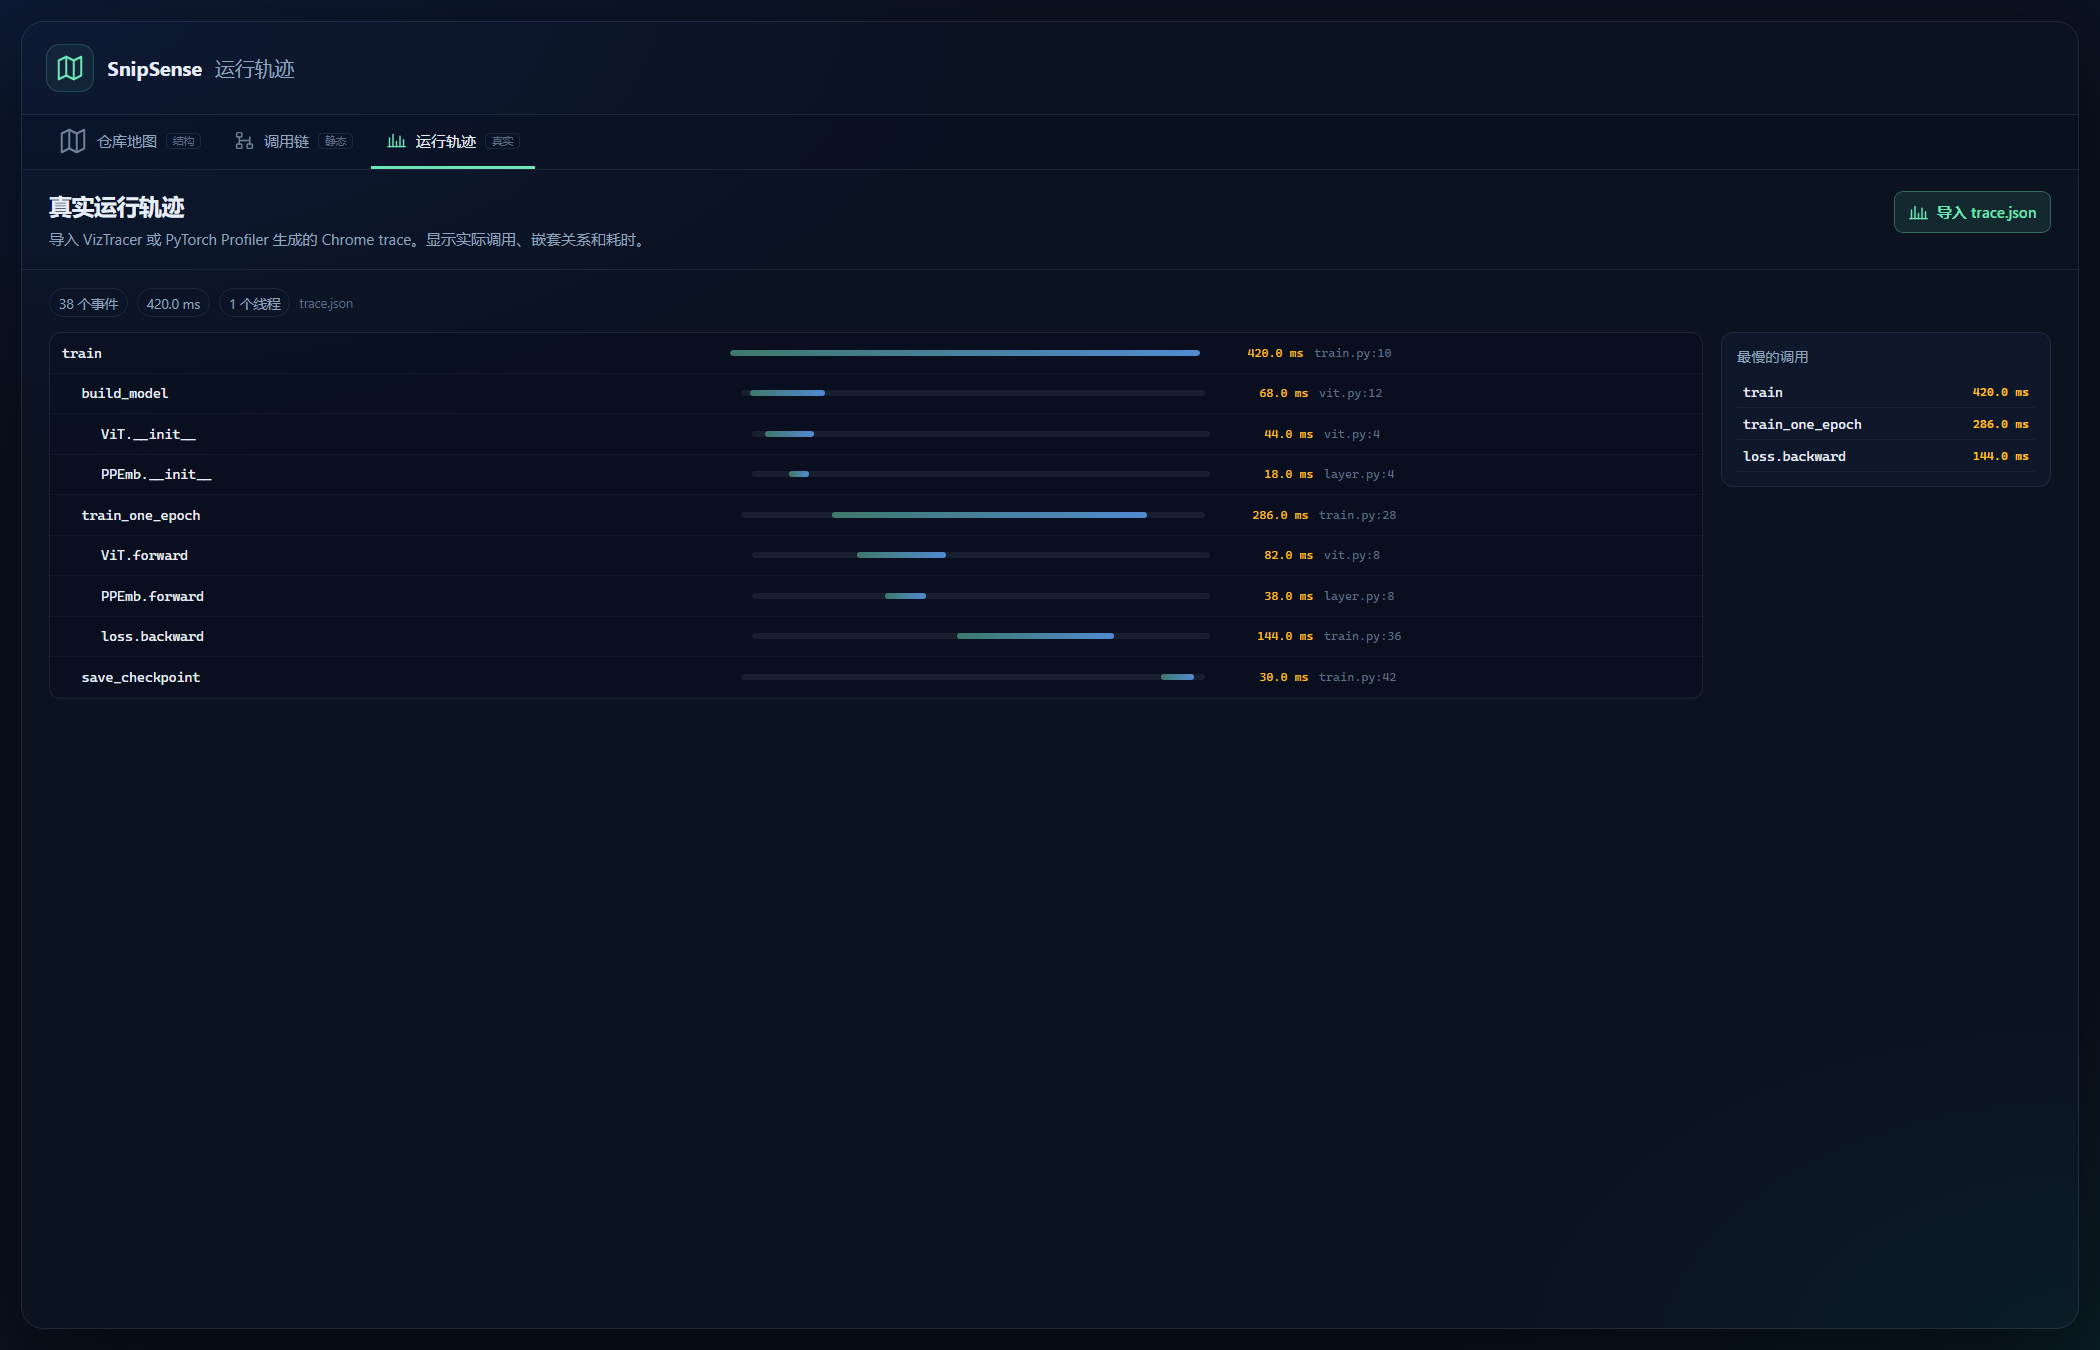 SnipSense 运行轨迹
仓库地图 结构 调用链 静态 运行轨迹 真实
真实运行轨迹
导入 VizTracer 或 PyTorch Profiler 生成的 Chrome trace。显示实际调用、嵌套关系和耗时。
导入 trace.json
38 个事件 420.0 ms 1 个线程 trace.json
train 420.0 ms train.py:10
build_model 68.0 ms vit.py:12
ViT.__init__ 44.0 ms vit.py:4
PPEmb.__init__ 18.0 ms layer.py:4
train_one_epoch 286.0 ms train.py:28
ViT.forward 82.0 ms vit.py:8
PPEmb.forward 38.0 ms layer.py:8
loss.backward 144.0 ms train.py:36
save_checkpoint 30.0 ms train.py:42
最慢的调用
train 420.0 ms
train_one_epoch 286.0 ms
loss.backward 144.0 ms